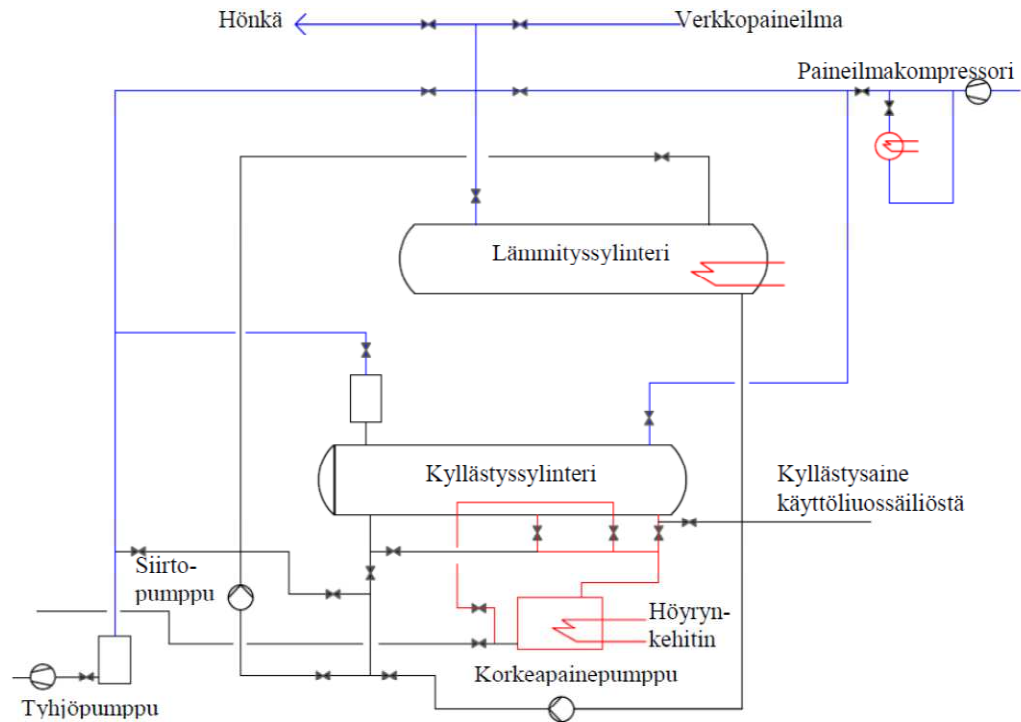 Hönkä
Verkkopaineilma
Paineilmakompressori
Lämmityssylinteri
Kyllästyssylinteri
Kyllästysaine
käyttöliuossäiliöstä
Siirto-
pumppu
Höyryn-
kehitin
Korkeapainepumppu
Tyhjöpumppu